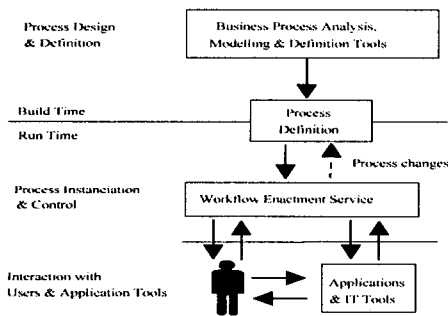 Process Design
& Definition
Business Process Analysis,
Modelling & Definition Tools
Build Time
Run Time
Process
Definition
Process changes
Process Instanciation
& Control
Workflow Enactment Service
Interaction with
Users & Application Tools
Applications
& IT Tools